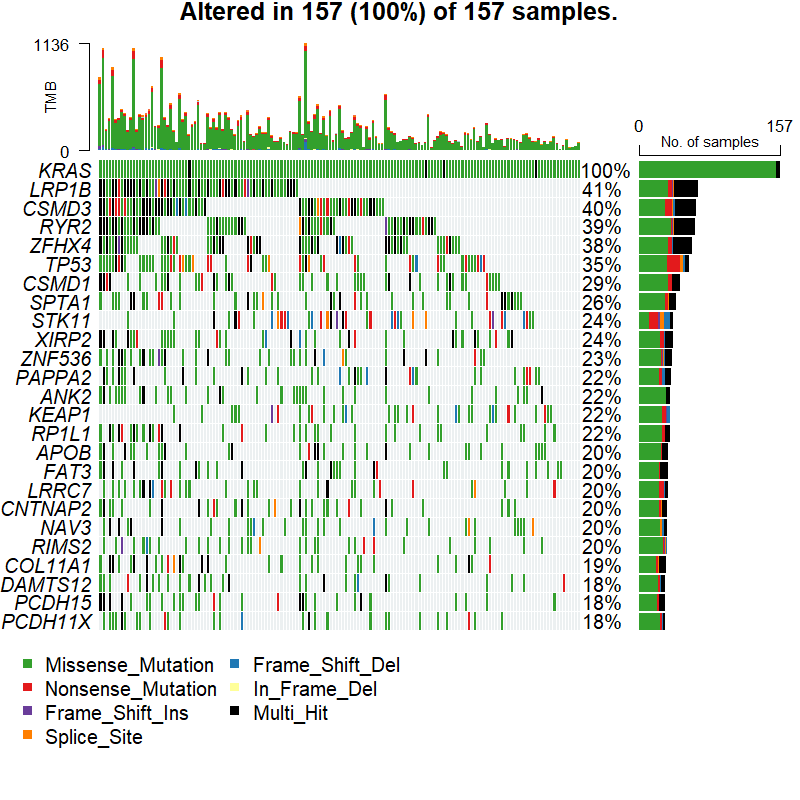 Altered in 157 (100%) of 157 samples.
1136
TMB
0
0 157
No. of samples
KRAS 100%
LRP1B 41%
CSMD3 40%
RYR2 39%
ZFHX4 38%
TP53 35%
CSMD1 29%
SPTA1 26%
STK11 24%
XIRP2 24%
ZNF536 23%
PAPPA2 22%
ANK2 22%
KEAP1 22%
RP1L1 22%
APOB 20%
FAT3 20%
LRRC7 20%
CNTNAP2 20%
NAV3 20%
RIMS2 20%
COL11A1 19%
DAMTS12 18%
PCDH15 18%
PCDH11X 18%
Missense_Mutation Frame_Shift_Del
Nonsense_Mutation In_Frame_Del
Frame_Shift_Ins Multi_Hit
Splice_Site